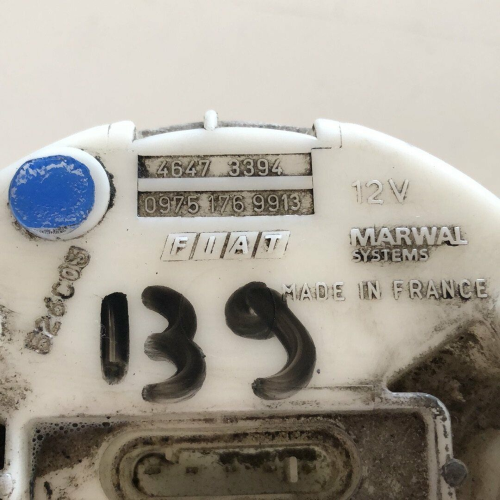 4647 3394
0975 176 9913
12V
FIAT
MARWAL
SYSTEMS
MADE IN FRANCE
139